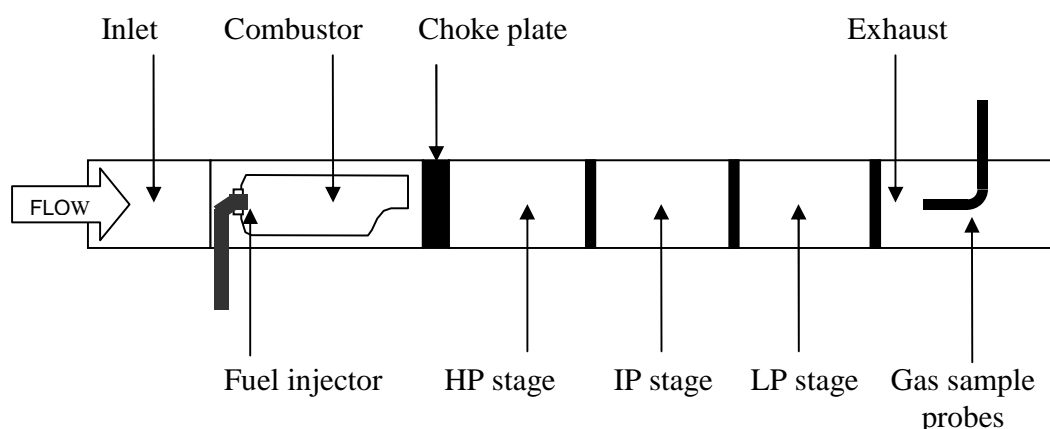 Inlet Combustor Choke plate Exhaust
FLOW
Fuel injector HP stage IP stage LP stage Gas sample
probes